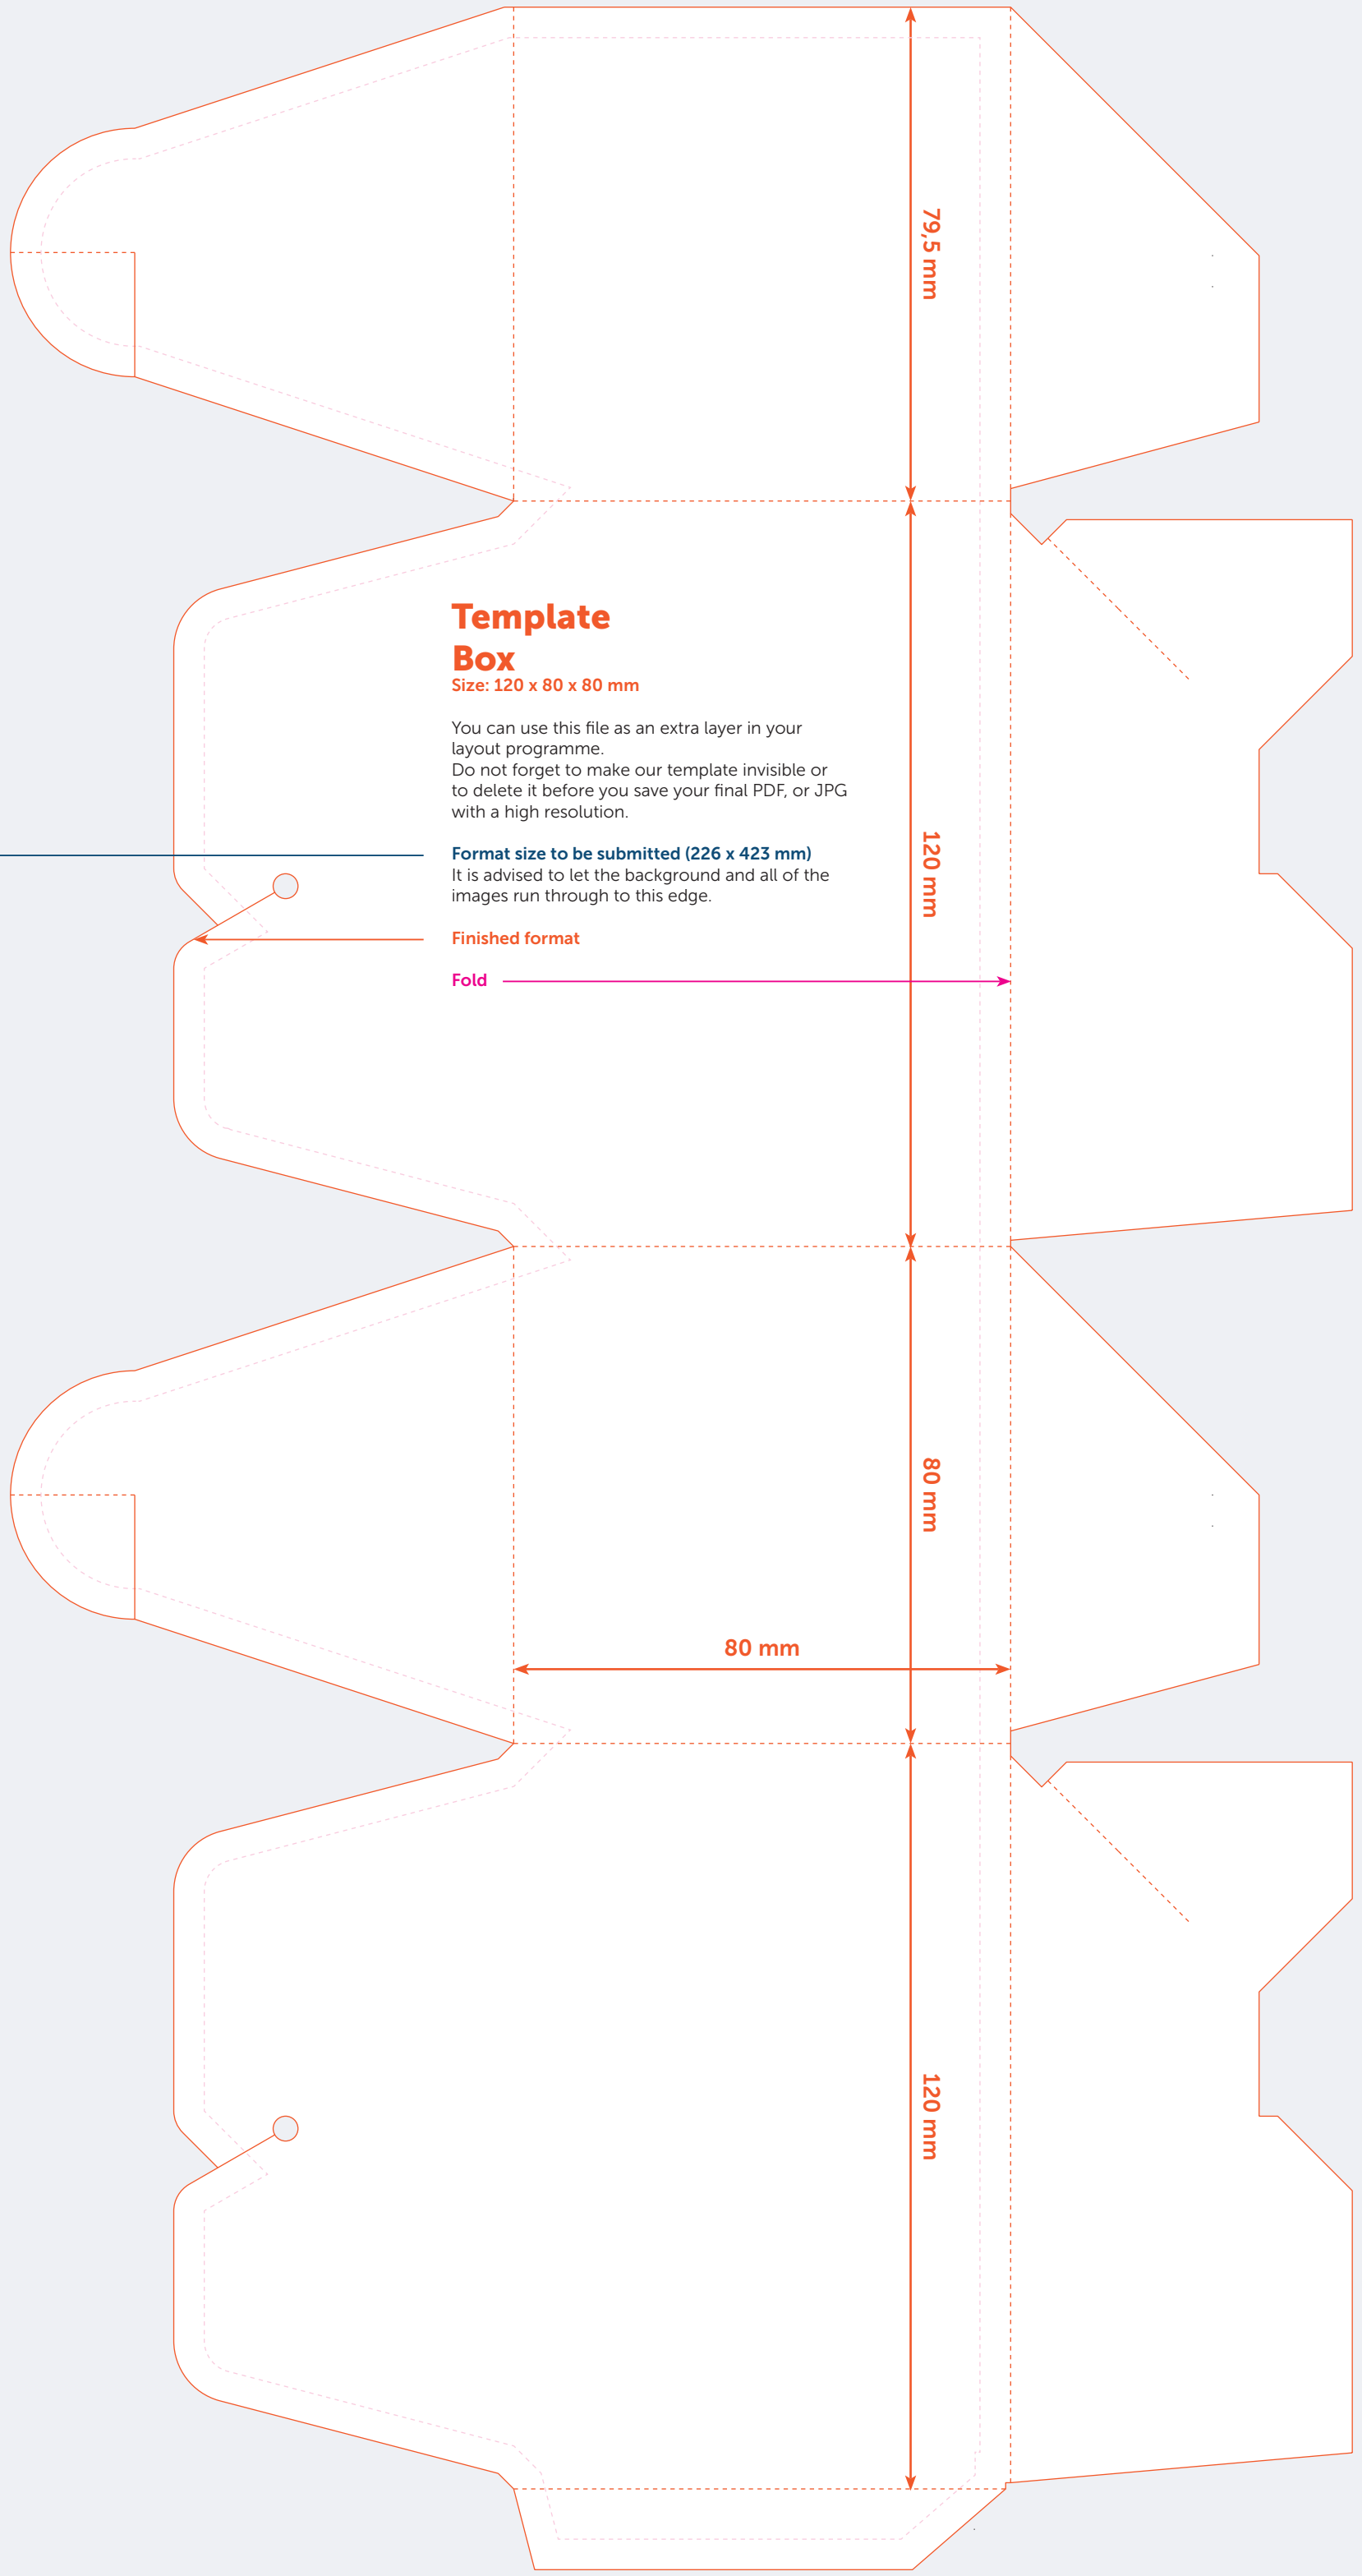 79,5 mm
Template
Box
Size: 120 x 80 x 80 mm
You can use this file as an extra layer in your
layout programme.
Do not forget to make our template invisible or
to delete it before you save your final PDF, or JPG
with a high resolution.
Format size to be submitted (226 x 423 mm)
It is advised to let the background and all of the
images run through to this edge.
Finished format
Fold
120 mm
80 mm
80 mm
120 mm